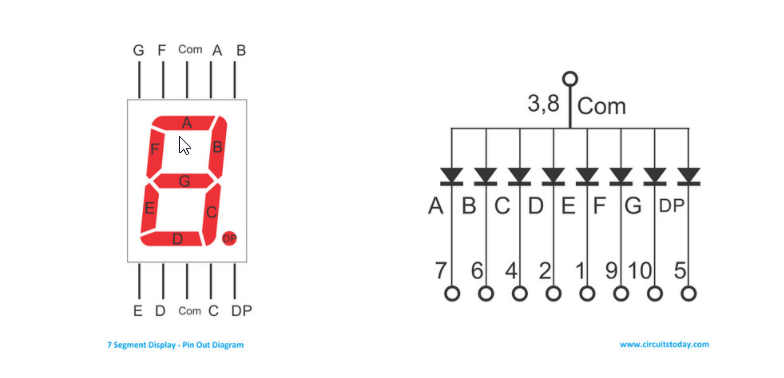 G F Com A B
A
F B
G
E C
D DP
E D Com C DP
7 Segment Display - Pin Out Diagram
3,8 Com
A B C D E F G DP
7 6 4 2 1 9 10 5
www.circuitstoday.com